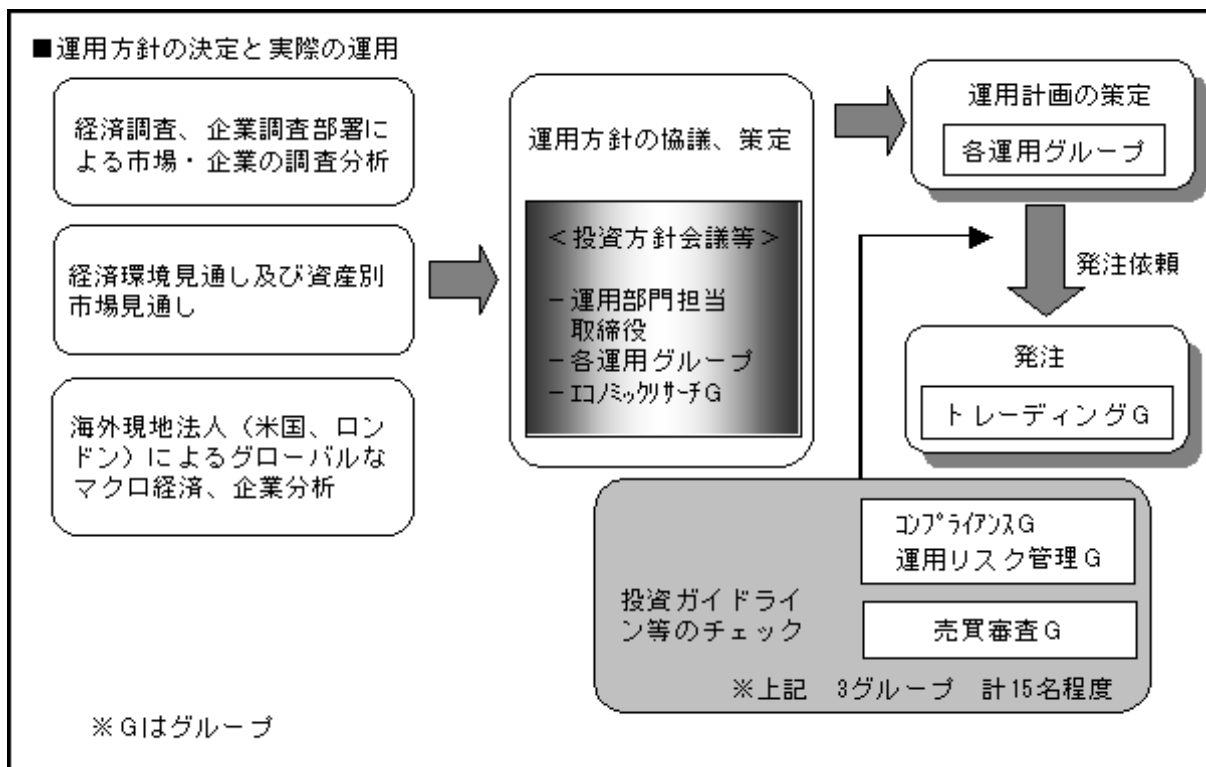 ■運用方針の決定と実際の運用
経済調査、企業調査部署に
よる市場・企業の調査分析
経済環境見通し及び資産別
市場見通し
海外現地法人（米国、ロン
ドン）によるグローバルな
マクロ経済、企業分析
運用方針の協議、策定
＜投資方針会議等＞
－運用部門担当
取締役
－各運用グループ
－ｴｺﾉﾐｯｸﾘｻｰﾁＧ
運用計画の策定
各運用グループ
発注依頼
発注
トレーディングＧ
ｺﾝﾌﾟﾗｲｱﾝｽＧ
運用リスク管理Ｇ
投資ガイドライ
ン等のチェック
売買審査Ｇ
※上記　3グループ　計15名程度
※Ｇはグループ